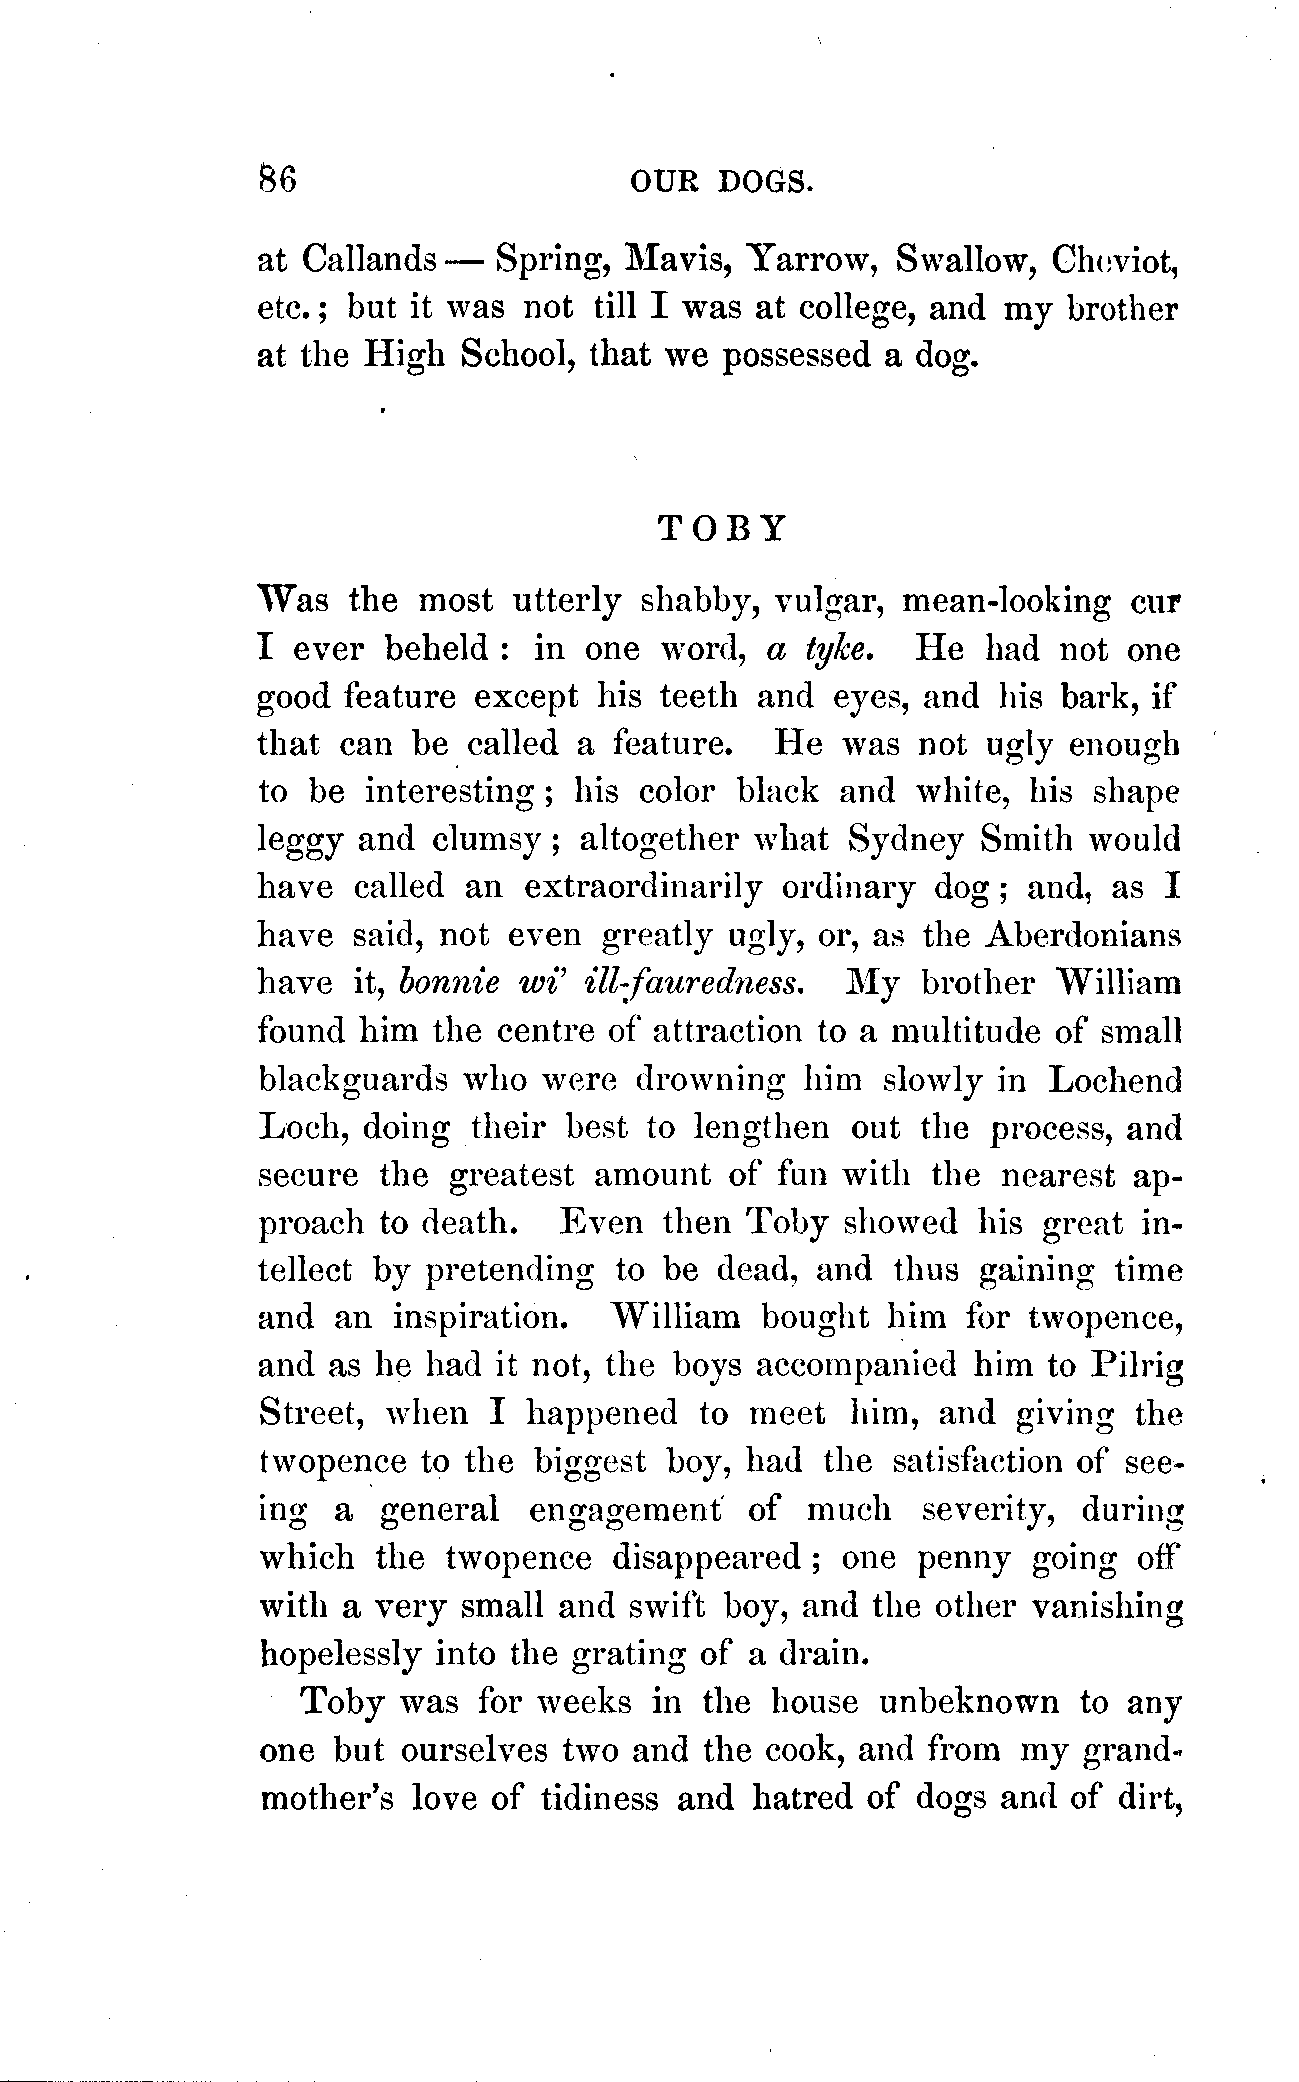 86 OUR DOGS.
at Callands — Spring, Mavis, Yarrow, Swallow, Cheviot,
etc.; but it was not till I was at college, and my brother
at the High School, that we possessed a dog.
TOBY
Was the most utterly shabby, vulgar, mean-looking cur
I ever beheld : in one word, a tyke. He had not one
good feature except his teeth and eyes, and his bark, if
that can be called a feature. He was not ugly enough
to be interesting ; his color black and white, his shape
leggy and clumsy ; altogether what Sydney Smith would
have called an extraordinarily ordinary dog ; and, as I
have said, not even greatly ugly, or, as the Aberdonians
have it, bonnie wi' ill-fauredness. My brother William
found him the centre of attraction to a multitude of small
blackguards who were drowning him slowly in Lochend
Loch, doing their best to lengthen out the process, and
secure the greatest amount of fun with the nearest ap-
proach to death. Even then Toby showed his great in-
tellect by pretending to be dead, and thus gaining time
and an inspiration. William bought him for twopence,
and as he had it not, the boys accompanied him to Pilrig
Street, when I happened to meet him, and giving the
twopence to the biggest boy, had the satisfaction of see-
ing a general engagement of much severity, during
which the twopence disappeared ; one penny going off
with a very small and swift boy, and the other vanishing
hopelessly into the grating of a drain.
Toby was for weeks in the house unbeknown to any
one but ourselves two and the cook, and from my grand-
mother's love of tidiness and hatred of dogs and of dirt,